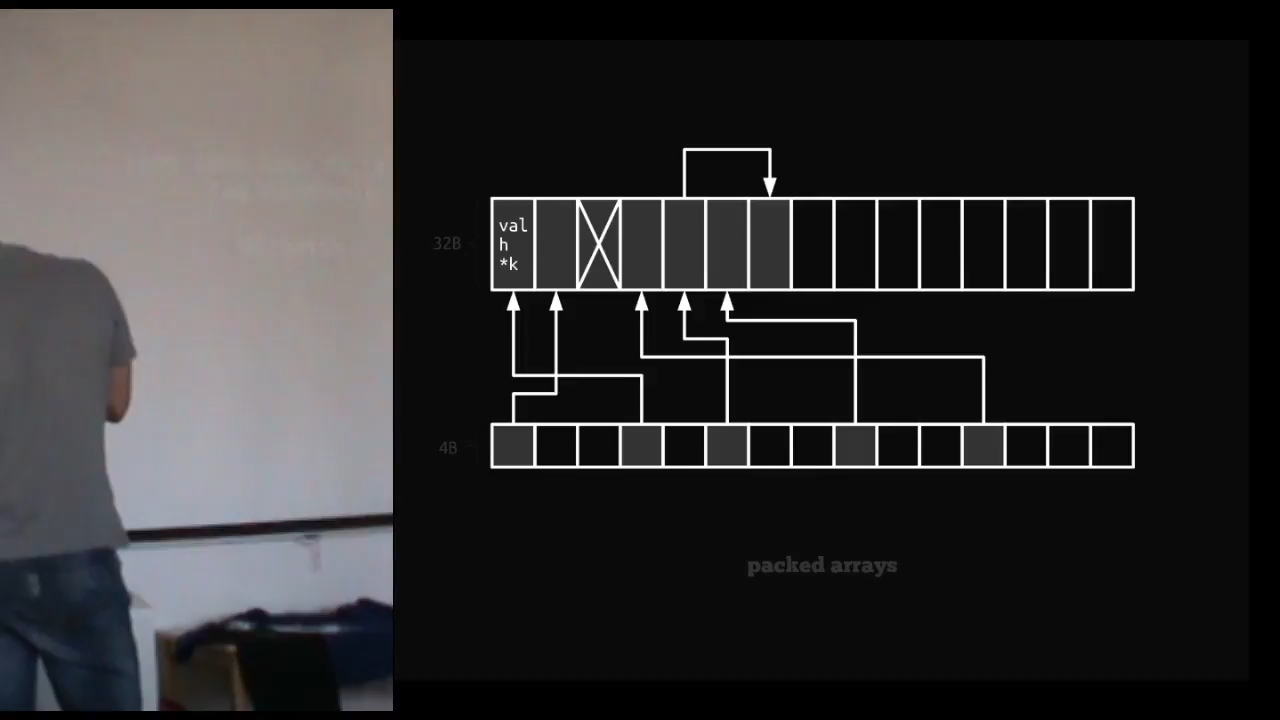 val
h
*k
32B
4B
packed arrays